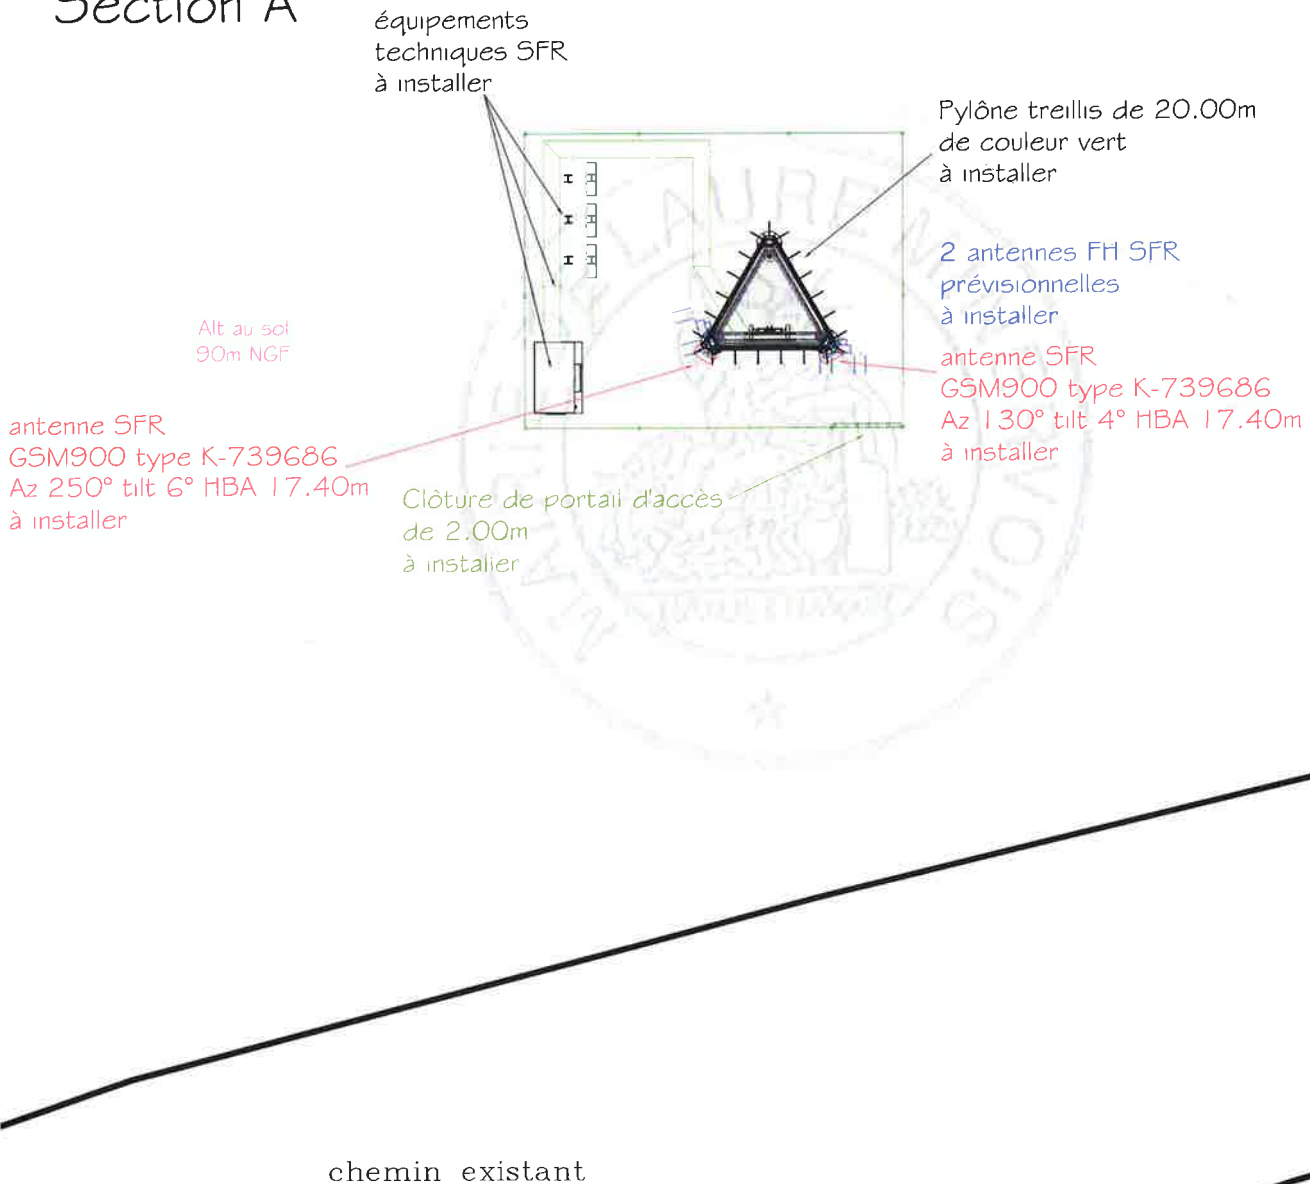 Section A
équipements
techniques SFR
à installer
Pylône treillis de 20.00m
de couleur vert
à installer
2 antennes FH SFR
prévisionnelles
à installer
Alt au sol
90m NGF
antenne SFR
GSM900 type K-739686
Az 130° tilt 4° HBA 17.40m
à installer
antenne SFR
GSM900 type K-739686
Az 250° tilt 6° HBA 17.40m
à installer
Clôture de portail d'accès
de 2.00m
à installer
chemin existant